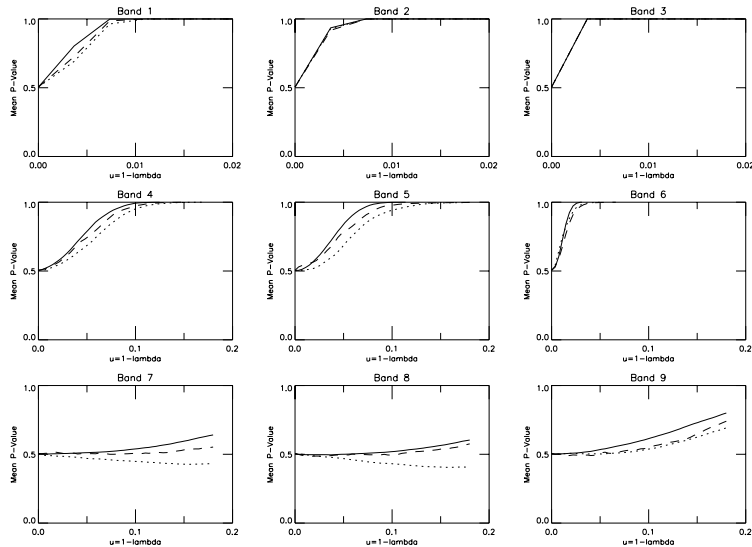 Band 1
Mean P-Value
1.0
0.5
0.0
0.00 0.01 0.02
u=1-lambda
Band 2
Mean P-Value
1.0
0.5
0.0
0.00 0.01 0.02
u=1-lambda
Band 3
Mean P-Value
1.0
0.5
0.0
0.00 0.01 0.02
u=1-lambda
Band 4
Mean P-Value
1.0
0.5
0.0
0.0 0.1 0.2
u=1-lambda
Band 5
Mean P-Value
1.0
0.5
0.0
0.0 0.1 0.2
u=1-lambda
Band 6
Mean P-Value
1.0
0.5
0.0
0.0 0.1 0.2
u=1-lambda
Band 7
Mean P-Value
1.0
0.5
0.0
0.0 0.1 0.2
u=1-lambda
Band 8
Mean P-Value
1.0
0.5
0.0
0.0 0.1 0.2
u=1-lambda
Band 9
Mean P-Value
1.0
0.5
0.0
0.0 0.1 0.2
u=1-lambda